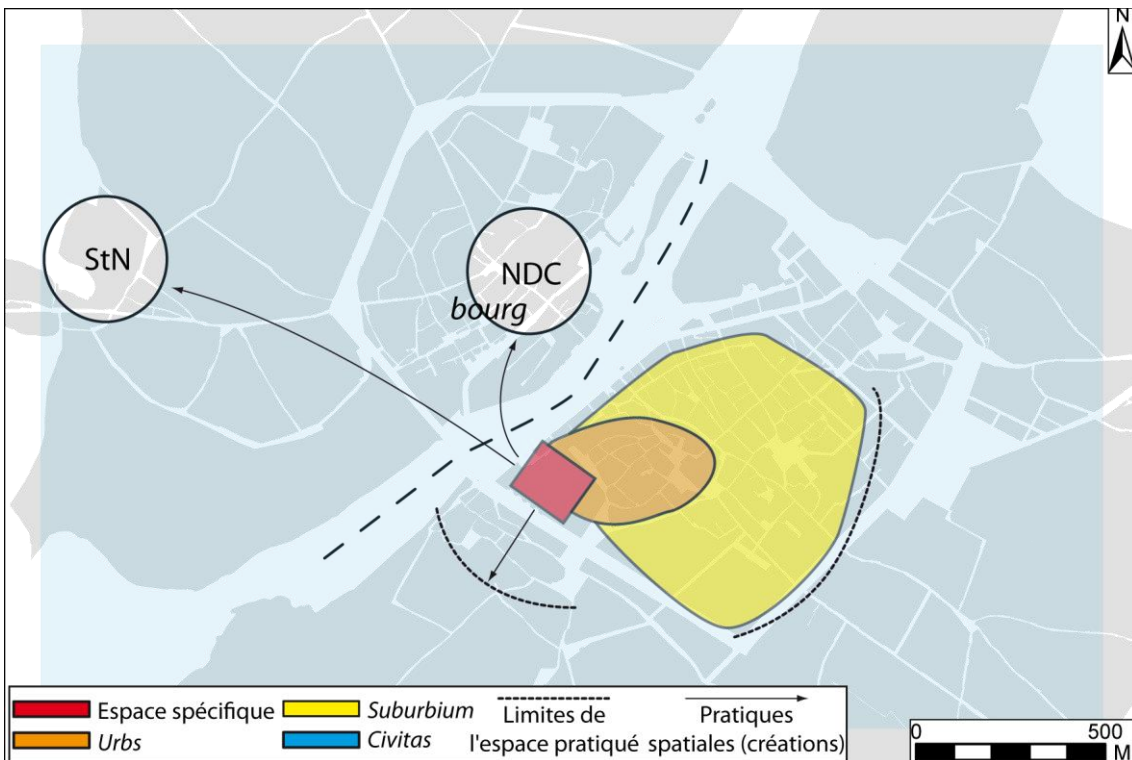 N
StN
NDC
bourg
Espace spécifique
Urbs
Suburbium
Civitas
Limites de
l'espace pratiqué
Pratiques
spatiales (créations)
0 500
M